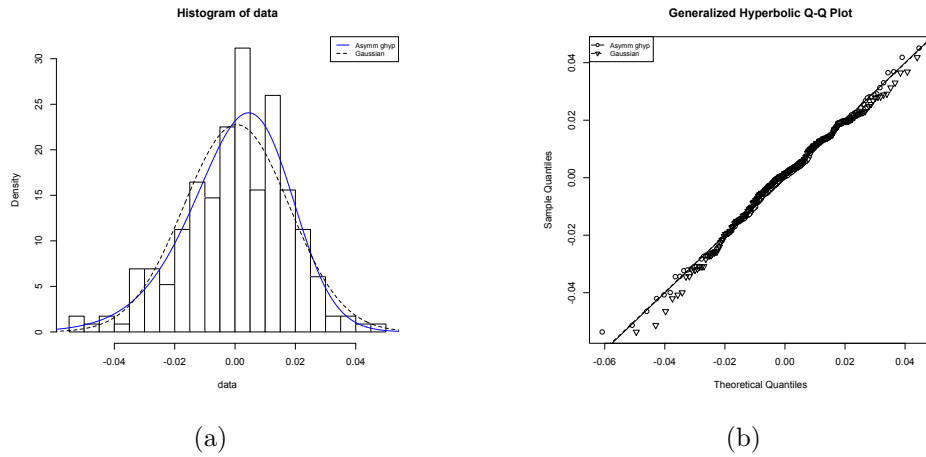 Histogram of data
Asymm ghyp
Gaussian
Density
0
5
10
15
20
25
30
-0.04
-0.02
0.00
0.02
0.04
data
(a)
Generalized Hyperbolic Q-Q Plot
Asymm ghyp
Gaussian
Sample Quantiles
0.04
0.02
0.00
-0.02
-0.04
-0.06
-0.04
-0.02
0.00
0.02
0.04
Theoretical Quantiles
(b)